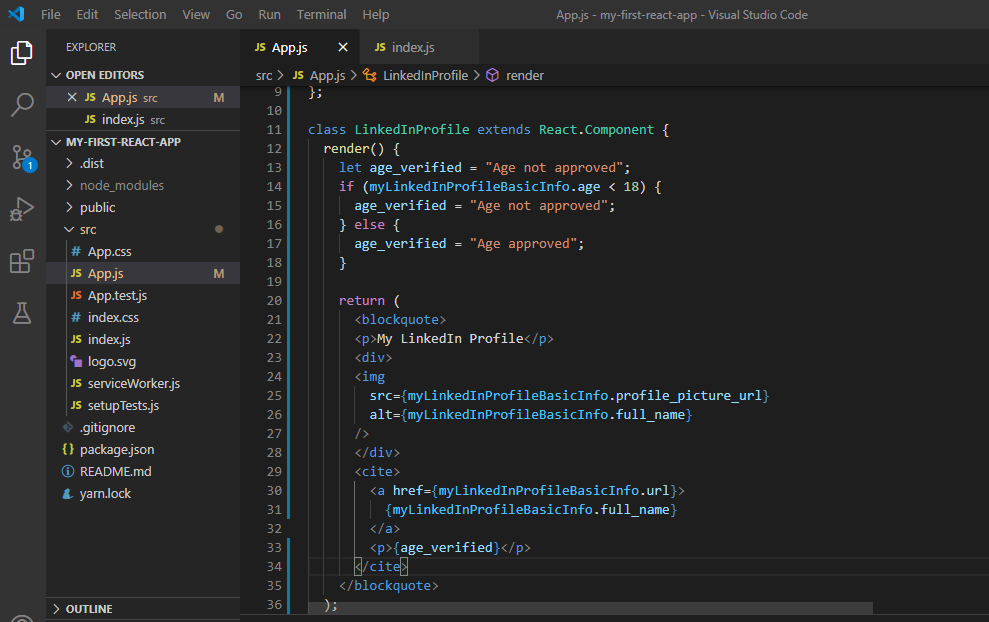 File Edit Selection View Go Run Terminal Help App.js - my-first-react-app - Visual Studio Code
EXPLORER
OPEN EDITORS
JS App.js src M
JS index.js src
MY-FIRST-REACT-APP
.dist
node_modules
public
src
# App.css
JS App.js M
JS App.test.js
# index.css
JS index.js
logo.svg
JS serviceWorker.js
JS setupTests.js
.gitignore
{} package.json
README.md
yarn.lock
OUTLINE
1
JS App.js JS index.js
src > JS App.js > LinkedInProfile > render
9 };
10
11 class LinkedInProfile extends React.Component {
12   render() {
13     let age_verified = "Age not approved";
14     if (myLinkedInProfileBasicInfo.age < 18) {
15       age_verified = "Age not approved";
16     } else {
17       age_verified = "Age approved";
18     }
19
20     return (
21       <blockquote>
22       <p>My LinkedIn Profile</p>
23       <div>
24       <img
25         src={myLinkedInProfileBasicInfo.profile_picture_url}
26         alt={myLinkedInProfileBasicInfo.full_name}
27       />
28       </div>
29       <cite>
30         <a href={myLinkedInProfileBasicInfo.url}>
31           {myLinkedInProfileBasicInfo.full_name}
32         </a>
33         <p>{age_verified}</p>
34       </cite>
35     </blockquote>
36   );